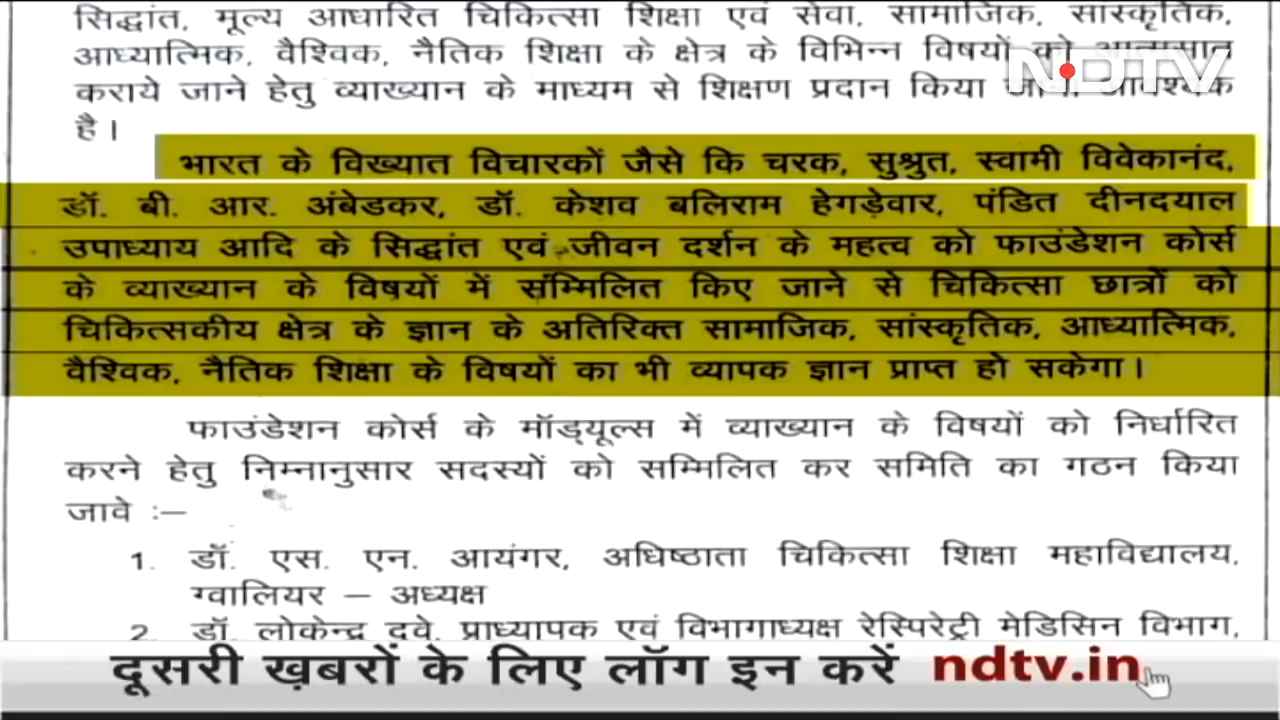 सिद्धांत, मूल्य आधारित चिकित्सा शिक्षा एवं सेवा, सामाजिक, सांस्कृतिक,
आध्यात्मिक, वैश्विक, नैतिक शिक्षा के क्षेत्र के विभिन्न विषयों को आत्मसात
NDTV
कराये जाने हेतु व्याख्यान के माध्यम से शिक्षण प्रदान किया जाना आवश्यक
है।
भारत के विख्यात विचारकों जैसे कि चरक, सुश्रुत, स्वामी विवेकानंद,
डॉ. बी. आर. अंबेडकर, डॉ. केशव बलिराम हेगड़ेवार, पंडित दीनदयाल
उपाध्याय आदि के सिद्धांत एवं जीवन दर्शन के महत्व को फाउंडेशन कोर्स
के व्याख्यान के विषयों में संम्मिलित किए जाने से चिकित्सा छात्रों को
चिकित्सकीय क्षेत्र के ज्ञान के अतिरिक्त सामाजिक, सांस्कृतिक, आध्यात्मिक,
वैश्विक, नैतिक शिक्षा के विषयों का भी व्यापक ज्ञान प्राप्त हो सकेगा।
फाउंडेशन कोर्स के मॉड्यूल्स में व्याख्यान के विषयों को निर्धारित
करने हेतु निम्नानुसार सदस्यों को सम्मिलित कर समिति का गठन किया
जावे :–
1. डॉ. एस. एन. आयंगर, अधिष्ठाता चिकित्सा शिक्षा महाविद्यालय,
ग्वालियर – अध्यक्ष
2. डॉ. लोकेन्द्र दवे, प्राध्यापक एवं विभागाध्यक्ष रेस्पिरेट्री मेडिसिन विभाग,
दूसरी ख़बरों के लिए लॉग इन करें ndtv.in